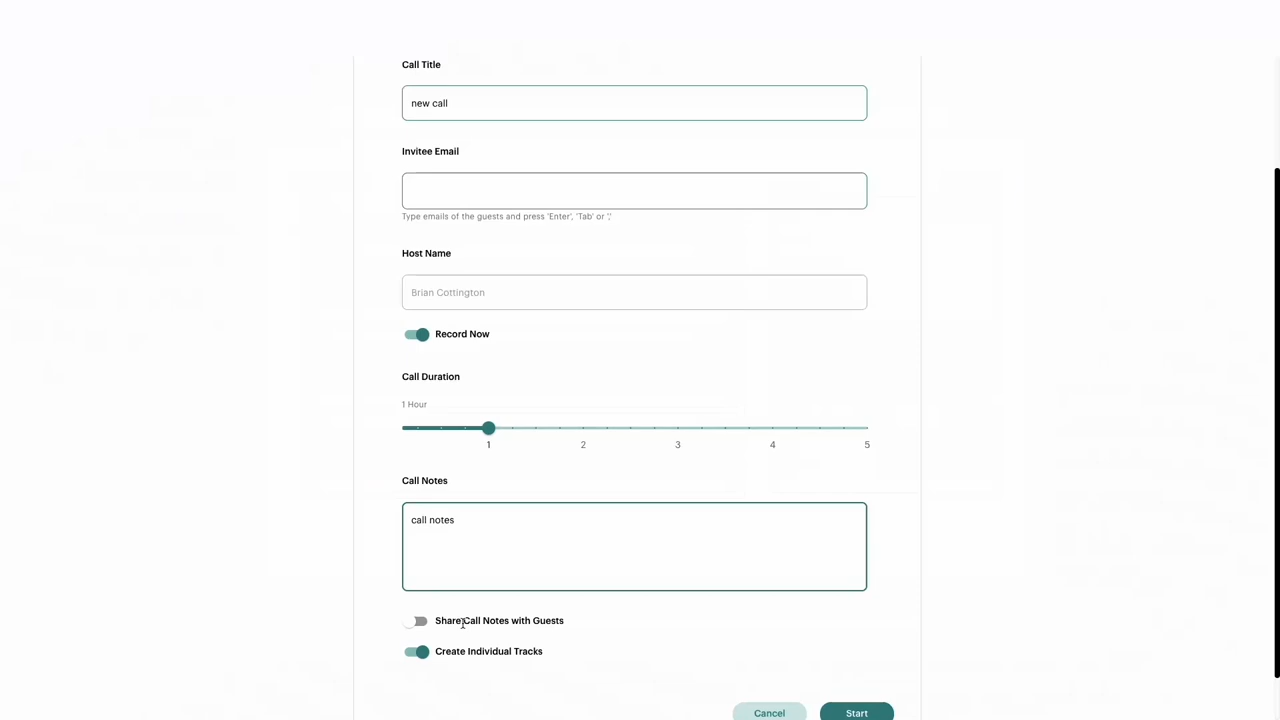 Call Title
new call
Invitee Email
Type emails of the guests and press 'Enter', 'Tab' or ','
Host Name
Brian Cottington
Record Now
Call Duration
1 Hour
1 2 3 4 5
Call Notes
call notes
Share Call Notes with Guests
Create Individual Tracks
Cancel Start